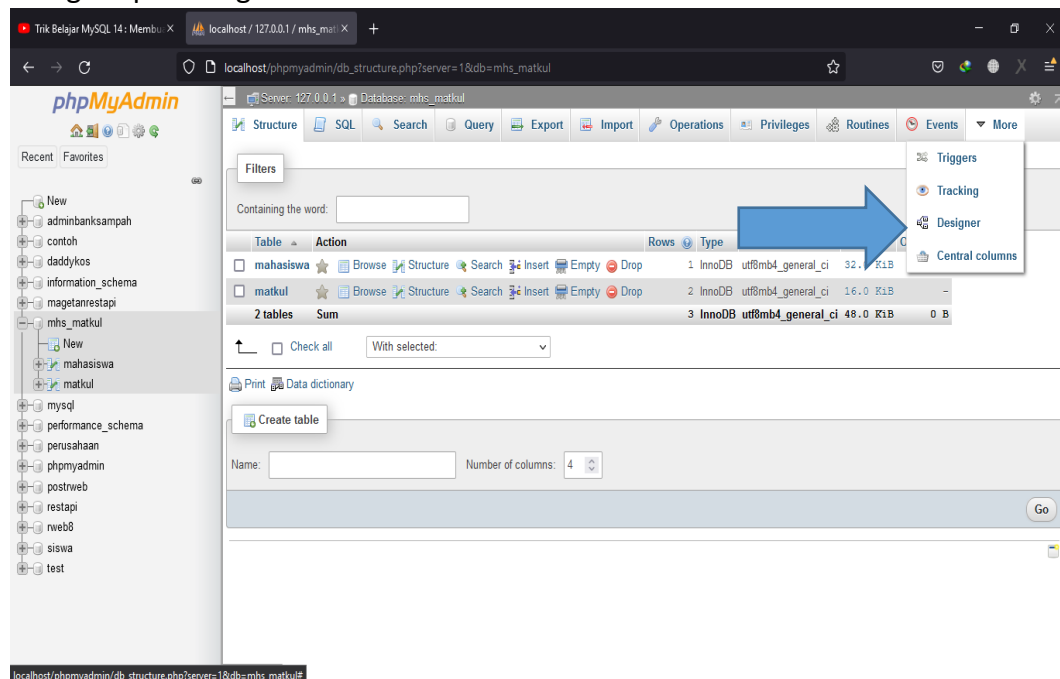 Trik Belajar MySQL 14 : Membu
localhost / 127.0.0.1 / mhs_mat
localhost/phpmyadmin/db_structure.php?server=1&db=mhs_matkul
phpMyAdmin
Recent Favorites
New
adminbanksampah
contoh
daddykos
information_schema
magetanrestapi
mhs_matkul
New
mahasiswa
matkul
mysql
performance_schema
perusahaan
phpmyadmin
postrweb
restapi
rweb8
siswa
test
Server: 127.0.0.1 » Database: mhs_matkul
Structure SQL Search Query Export Import Operations Privileges Routines Events More
Triggers
Tracking
Designer
Central columns
Filters
Containing the word:
Table Action Rows Type
mahasiswa Browse Structure Search Insert Empty Drop 1 InnoDB utf8mb4_general_ci 32. KiB
matkul Browse Structure Search Insert Empty Drop 2 InnoDB utf8mb4_general_ci 16.0 KiB -
2 tables Sum 3 InnoDB utf8mb4_general_ci 48.0 KiB 0 B
Check all With selected:
Print Data dictionary
Create table
Name: Number of columns: 4
Go
localhost/phpmyadmin/db_structure.php?server=1&db=mhs_matkul#